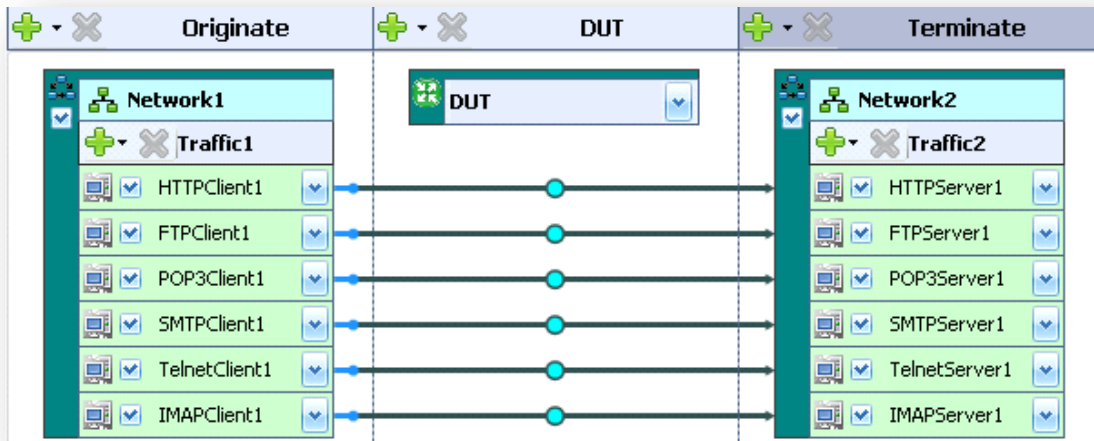 Originate
DUT
Terminate
Network1
DUT
Network2
Traffic1
Traffic2
HTTPClient1
HTTPServer1
FTPClient1
FTPServer1
POP3Client1
POP3Server1
SMTPClient1
SMTPServer1
TelnetClient1
TelnetServer1
IMAPClient1
IMAPServer1